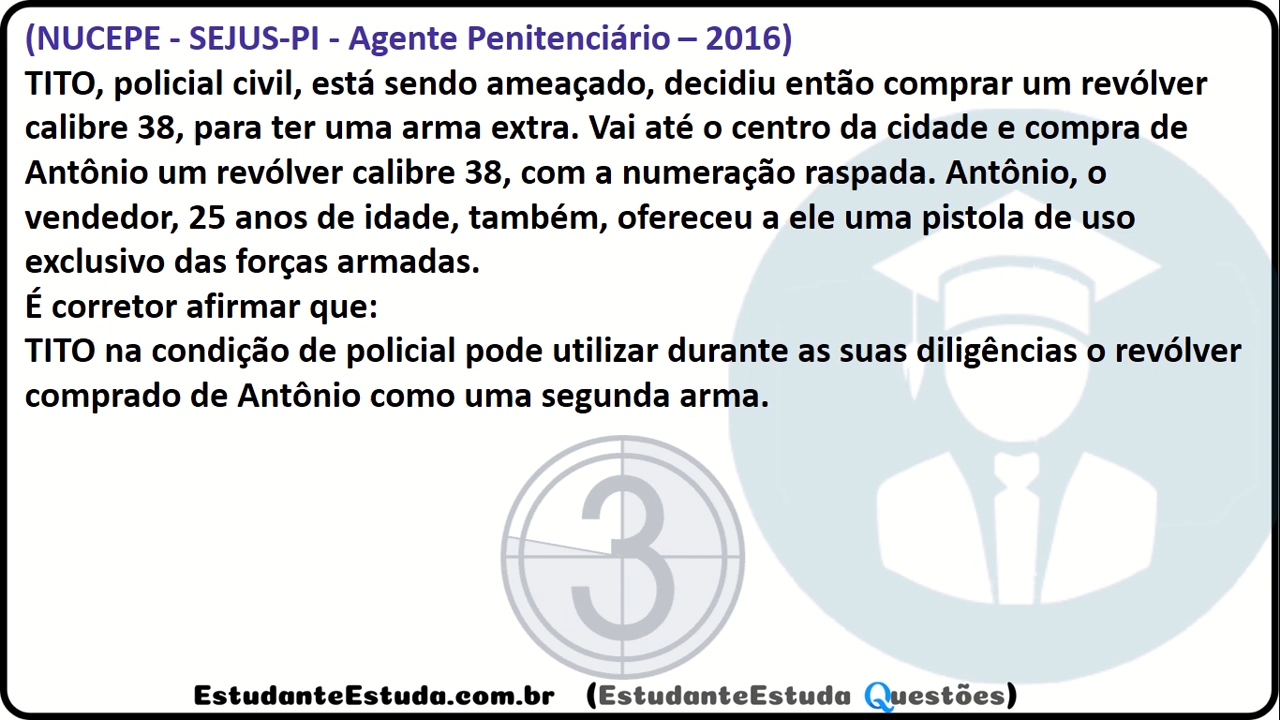 (NUCEPE - SEJUS-PI - Agente Penitenciário – 2016)
TITO, policial civil, está sendo ameaçado, decidiu então comprar um revólver
calibre 38, para ter uma arma extra. Vai até o centro da cidade e compra de
Antônio um revólver calibre 38, com a numeração raspada. Antônio, o
vendedor, 25 anos de idade, também, ofereceu a ele uma pistola de uso
exclusivo das forças armadas.
É corretor afirmar que:
TITO na condição de policial pode utilizar durante as suas diligências o revólver
comprado de Antônio como uma segunda arma.
3
EstudanteEstuda.com.br (EstudanteEstuda Questões)